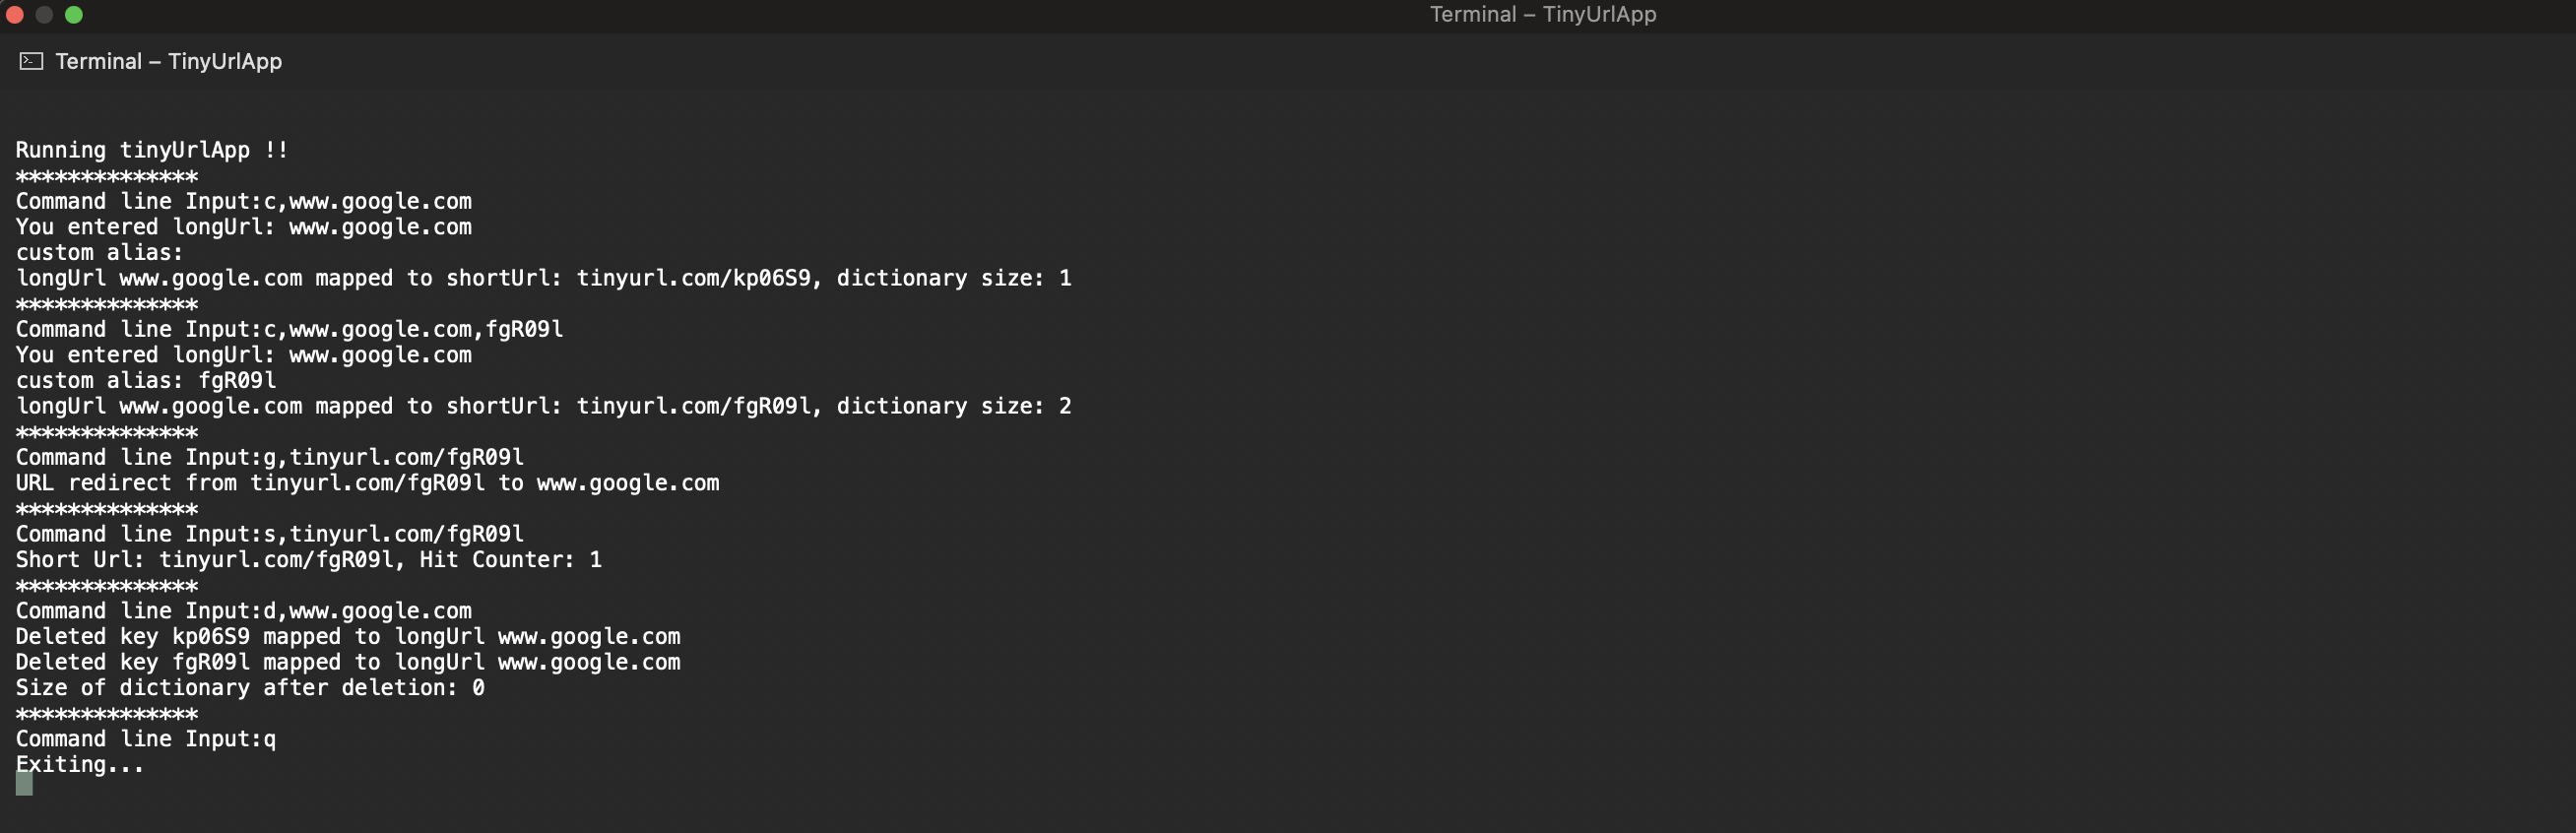 Terminal – TinyUrlApp
Terminal – TinyUrlApp
Running tinyUrlApp !!
**************
Command line Input:c,www.google.com
You entered longUrl: www.google.com
custom alias:
longUrl www.google.com mapped to shortUrl: tinyurl.com/kp06S9, dictionary size: 1
**************
Command line Input:c,www.google.com,fgR09l
You entered longUrl: www.google.com
custom alias: fgR09l
longUrl www.google.com mapped to shortUrl: tinyurl.com/fgR09l, dictionary size: 2
**************
Command line Input:g,tinyurl.com/fgR09l
URL redirect from tinyurl.com/fgR09l to www.google.com
**************
Command line Input:s,tinyurl.com/fgR09l
Short Url: tinyurl.com/fgR09l, Hit Counter: 1
**************
Command line Input:d,www.google.com
Deleted key kp06S9 mapped to longUrl www.google.com
Deleted key fgR09l mapped to longUrl www.google.com
Size of dictionary after deletion: 0
**************
Command line Input:q
Exiting...